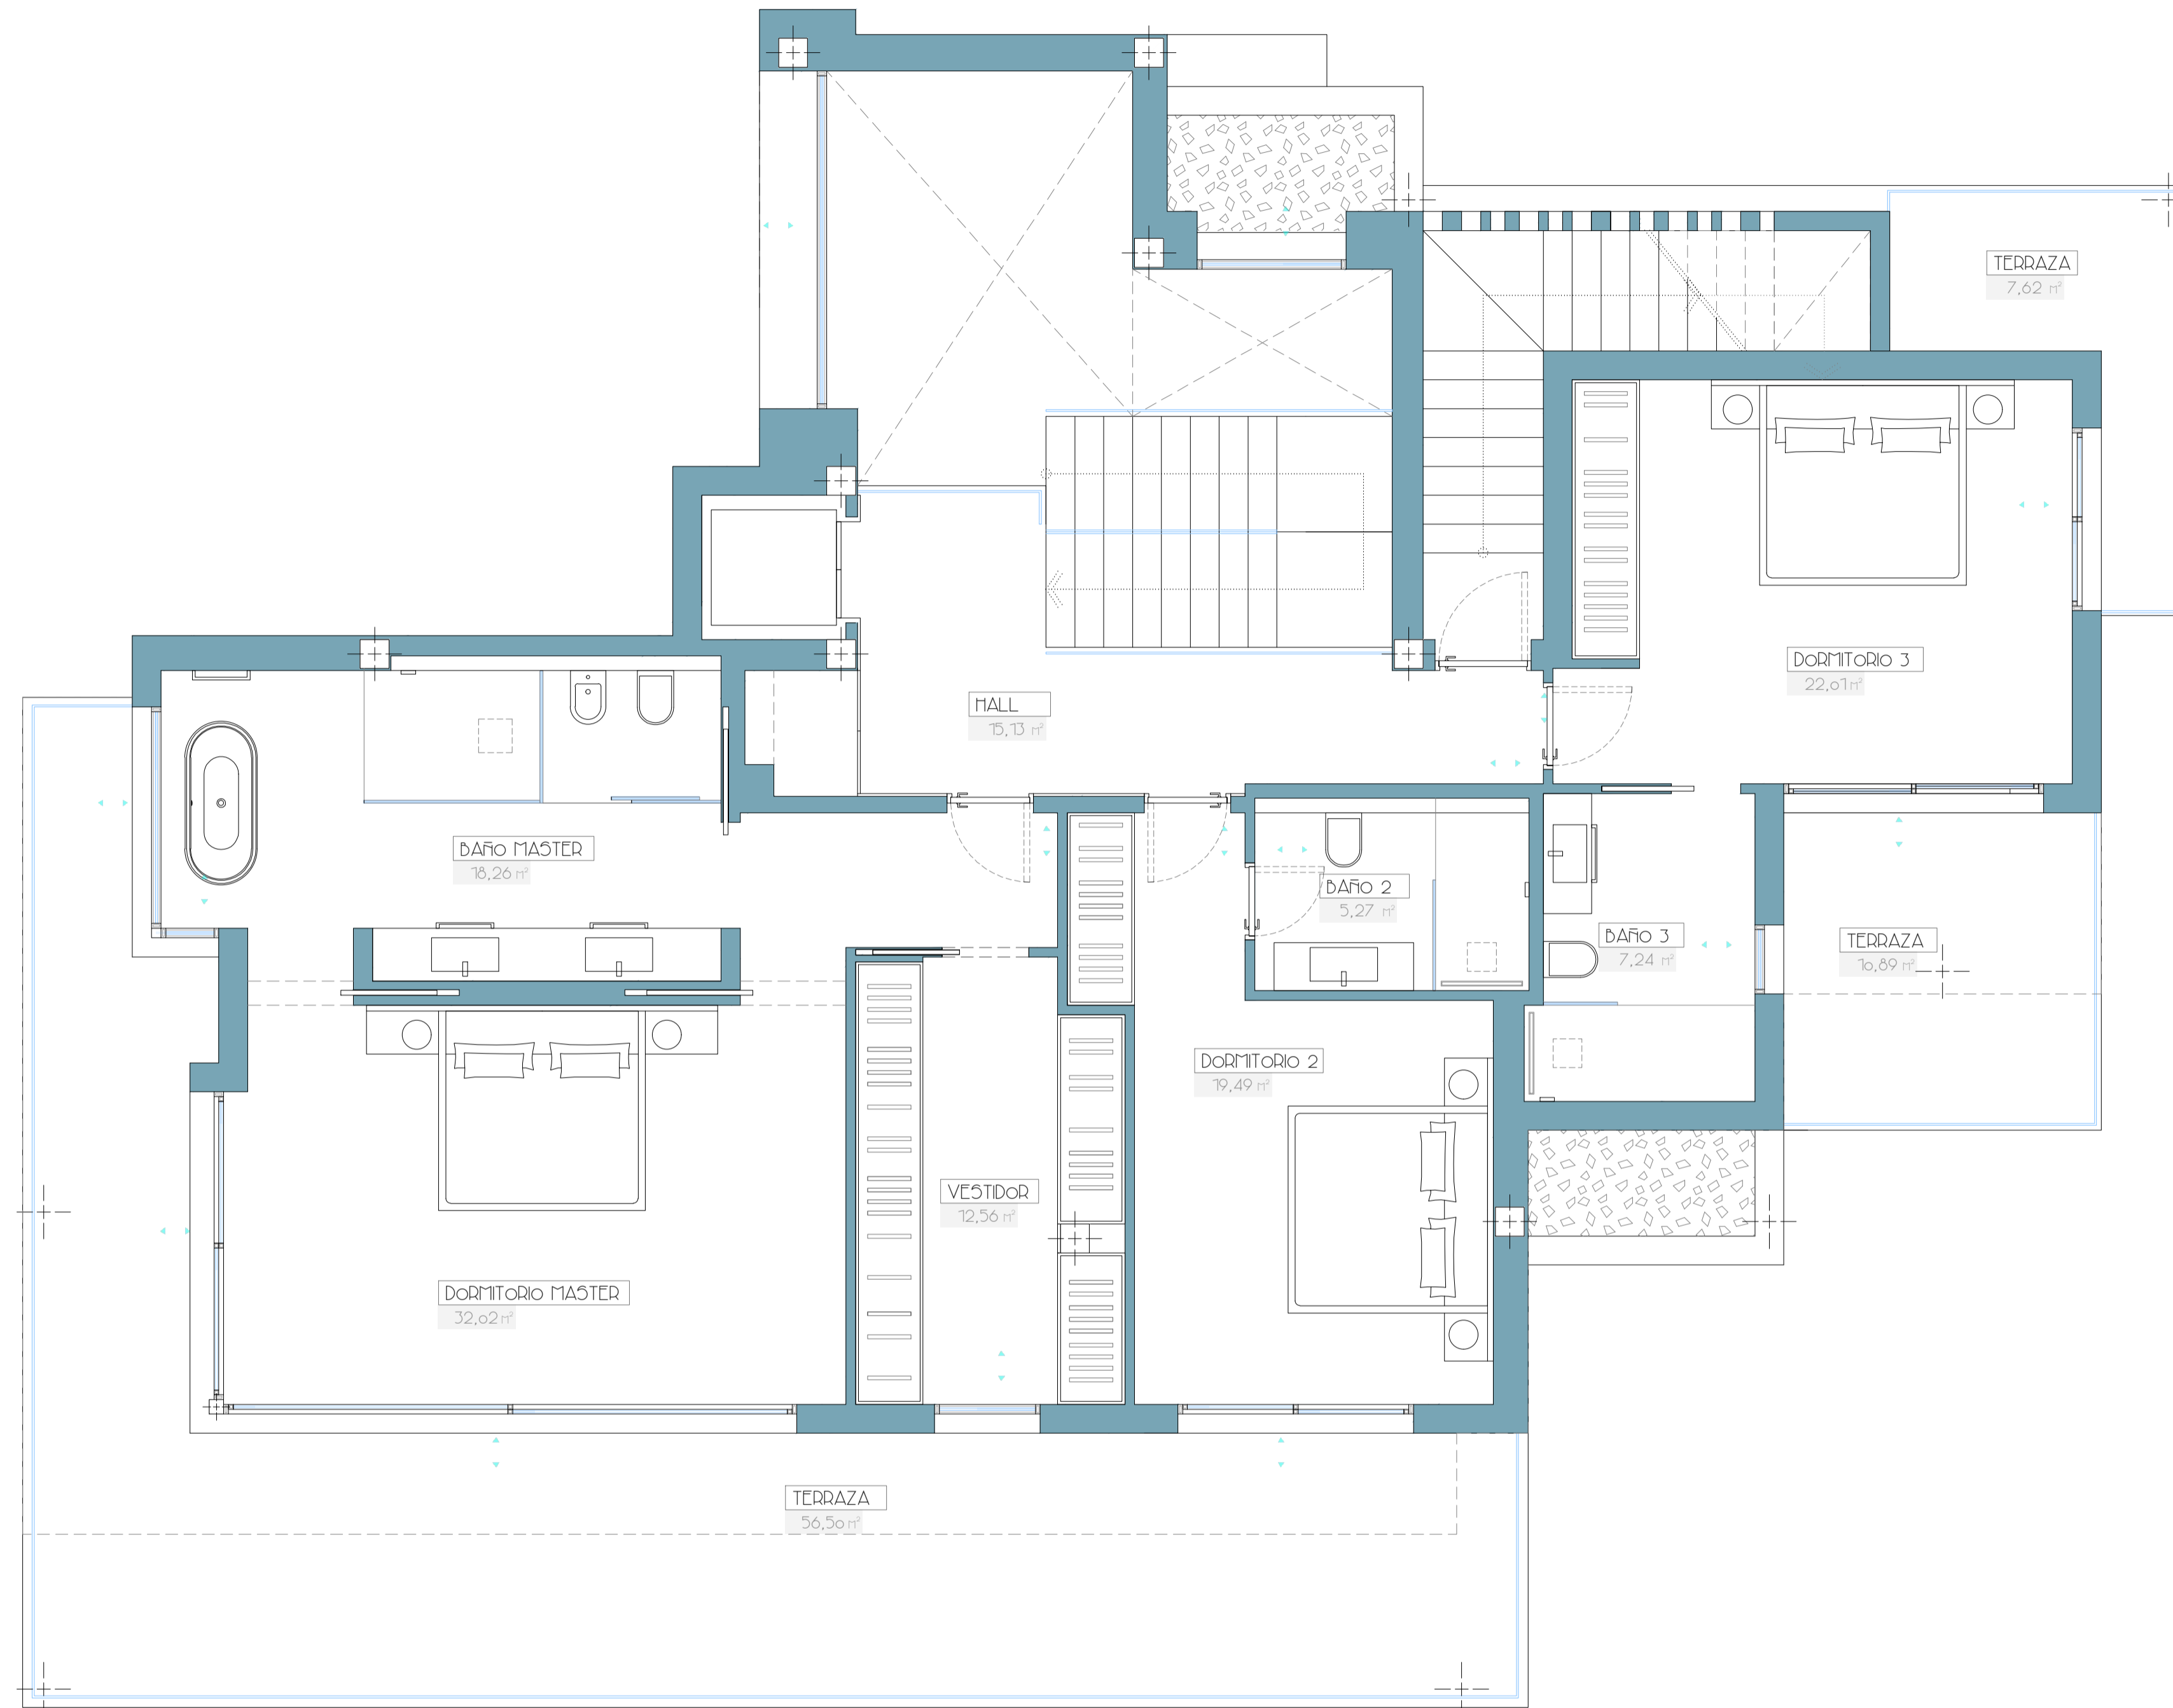 TERRAZA
7,62 m²
DORMITORIO 3
22,01 m²
HALL
15,13 m²
BAÑO MASTER
18,26 m²
BAÑO 2
5,27 m²
BAÑO 3
7,24 m²
TERRAZA
10,89 m²
DORMITORIO 2
19,49 m²
VESTIDOR
12,56 m²
DORMITORIO MASTER
32,02 m²
TERRAZA
56,50 m²